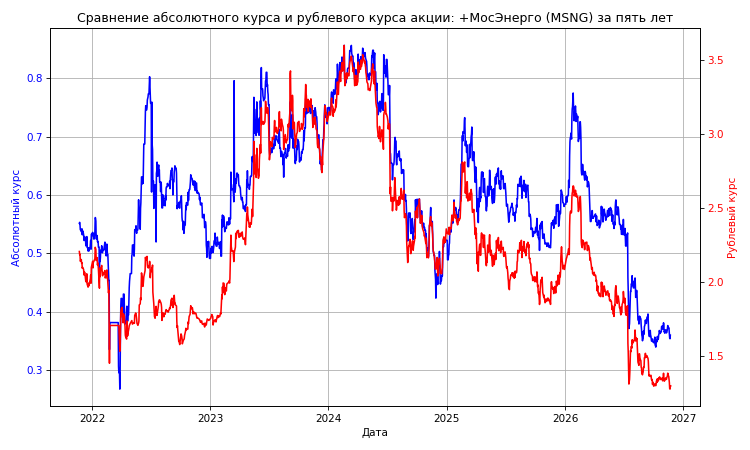 Сравнение абсолютного курса и рублевого курса акции: +МосЭнерго (MSNG) за пять лет
Абсолютный курс
0.8
0.7
0.6
0.5
0.4
0.3
3.5
3.0
2.5
2.0
1.5
Рублевый курс
2022 2023 2024 2025 2026 2027
Дата